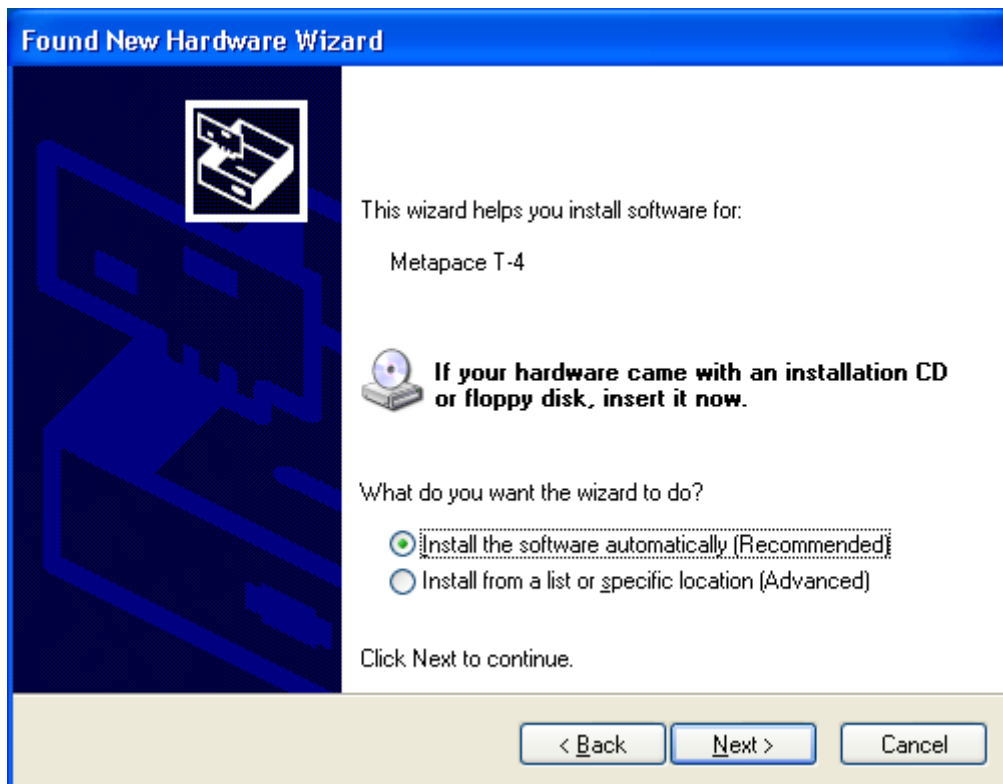 Found New Hardware Wizard
This wizard helps you install software for:
Metapace T-4
If your hardware came with an installation CD
or floppy disk, insert it now.
What do you want the wizard to do?
Install the software automatically (Recommended)
Install from a list or specific location (Advanced)
Click Next to continue.
< Back
Next >
Cancel